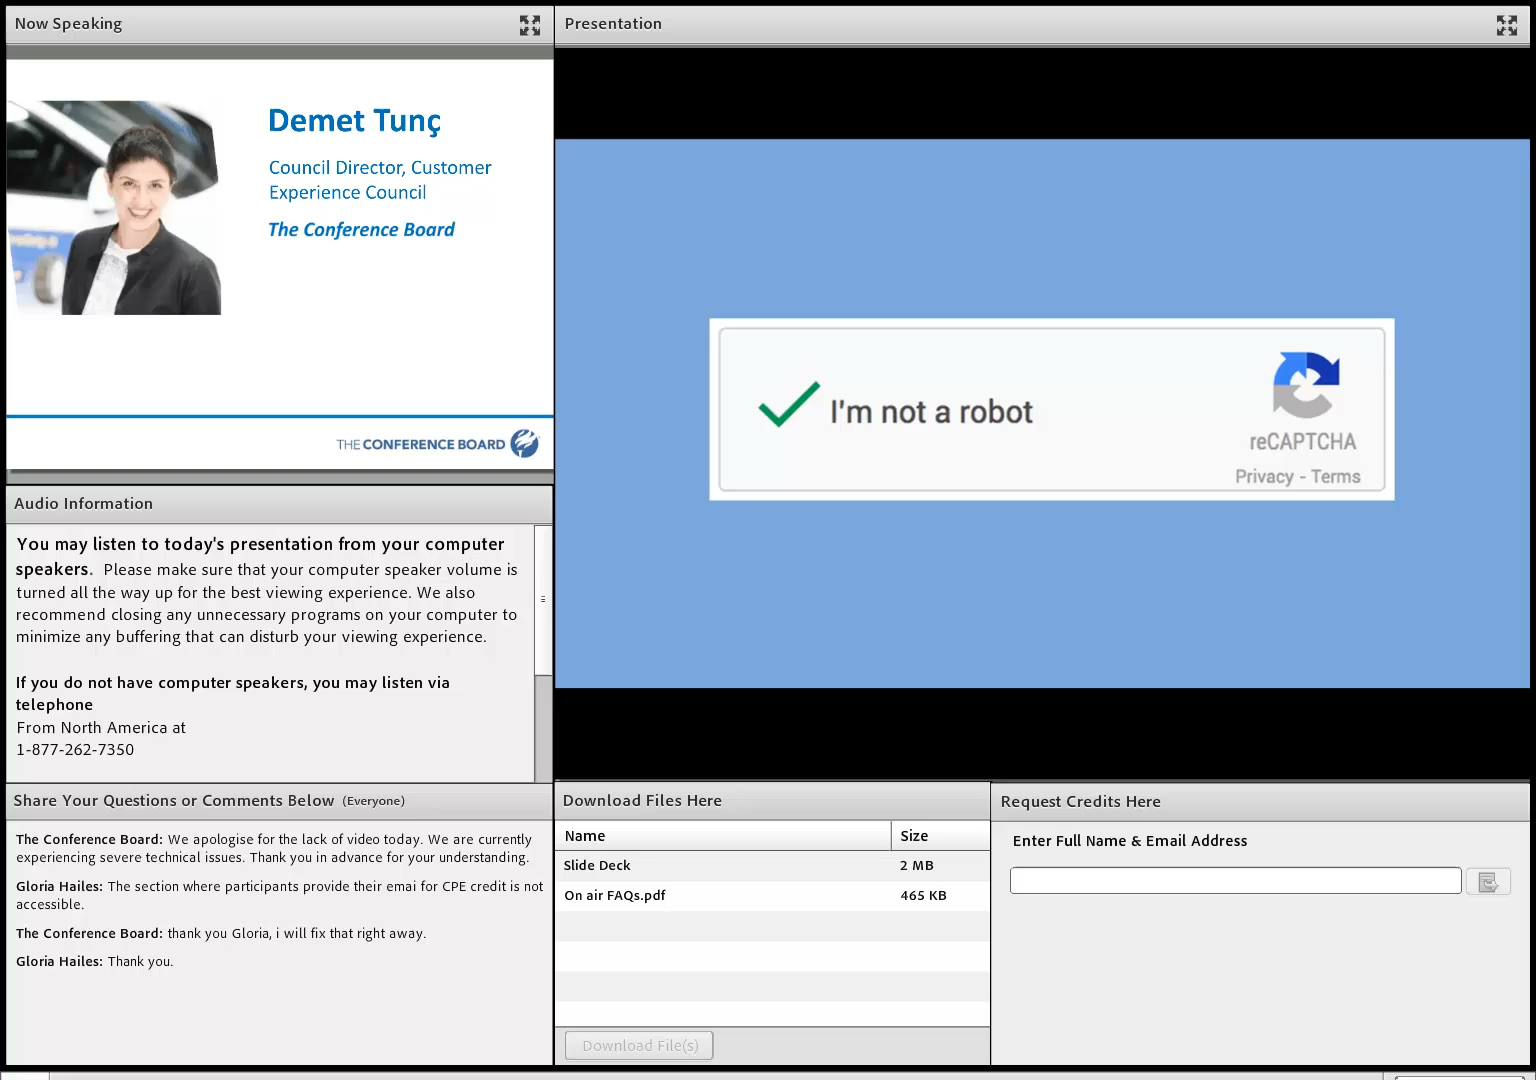 Now Speaking
Demet Tunç
Council Director, Customer
Experience Council
The Conference Board
THE CONFERENCE BOARD
Audio Information
You may listen to today's presentation from your computer
speakers. Please make sure that your computer speaker volume is
turned all the way up for the best viewing experience. We also
recommend closing any unnecessary programs on your computer to
minimize any buffering that can disturb your viewing experience.
If you do not have computer speakers, you may listen via
telephone
From North America at
1-877-262-7350
Share Your Questions or Comments Below (Everyone)
The Conference Board: We apologise for the lack of video today. We are currently
experiencing severe technical issues. Thank you in advance for your understanding.
Gloria Hailes: The section where participants provide their emai for CPE credit is not
accessible.
The Conference Board: thank you Gloria, i will fix that right away.
Gloria Hailes: Thank you.
Presentation
I'm not a robot
reCAPTCHA
Privacy - Terms
Download Files Here
Name Size
Slide Deck 2 MB
On air FAQs.pdf 465 KB
Download File(s)
Request Credits Here
Enter Full Name & Email Address